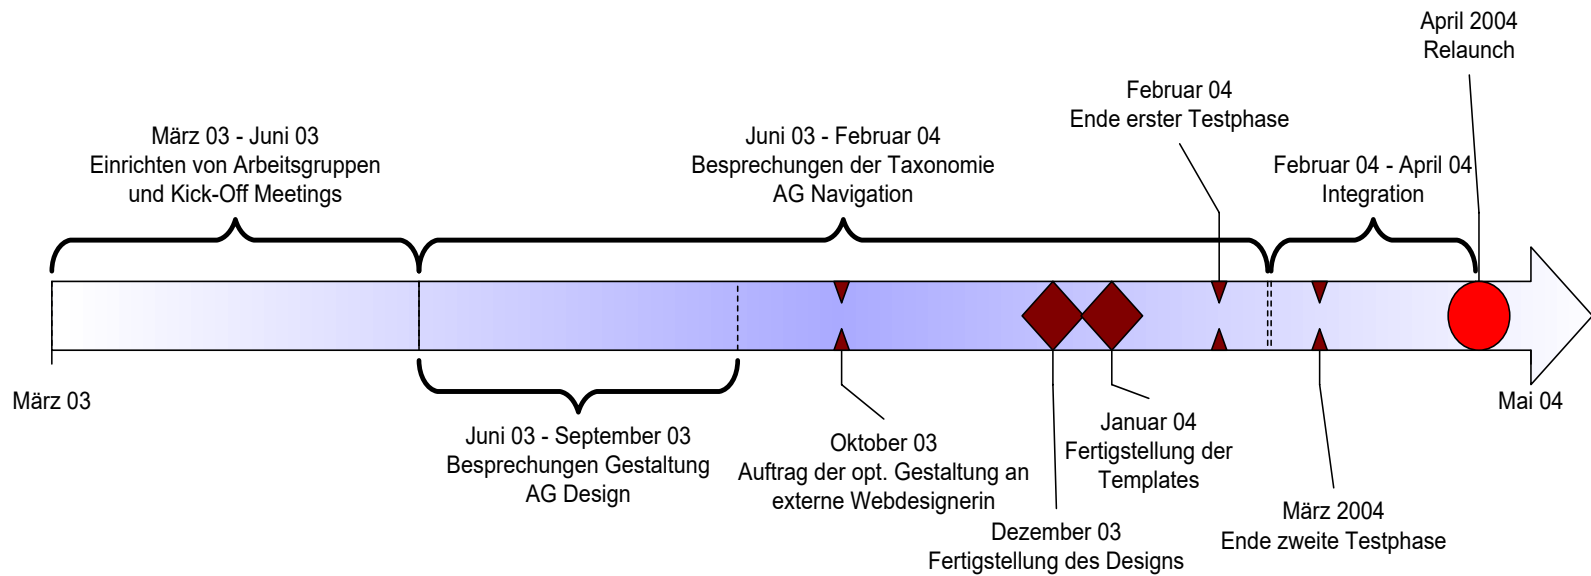 April 2004
Relaunch
Februar 04
Ende erster Testphase
März 03 - Juni 03
Einrichten von Arbeitsgruppen
und Kick-Off Meetings
Juni 03 - Februar 04
Besprechungen der Taxonomie
AG Navigation
Februar 04 - April 04
Integration
März 03
Mai 04
Juni 03 - September 03
Besprechungen Gestaltung
AG Design
Oktober 03
Auftrag der opt. Gestaltung an
externe Webdesignerin
Januar 04
Fertigstellung der
Templates
Dezember 03
Fertigstellung des Designs
März 2004
Ende zweite Testphase